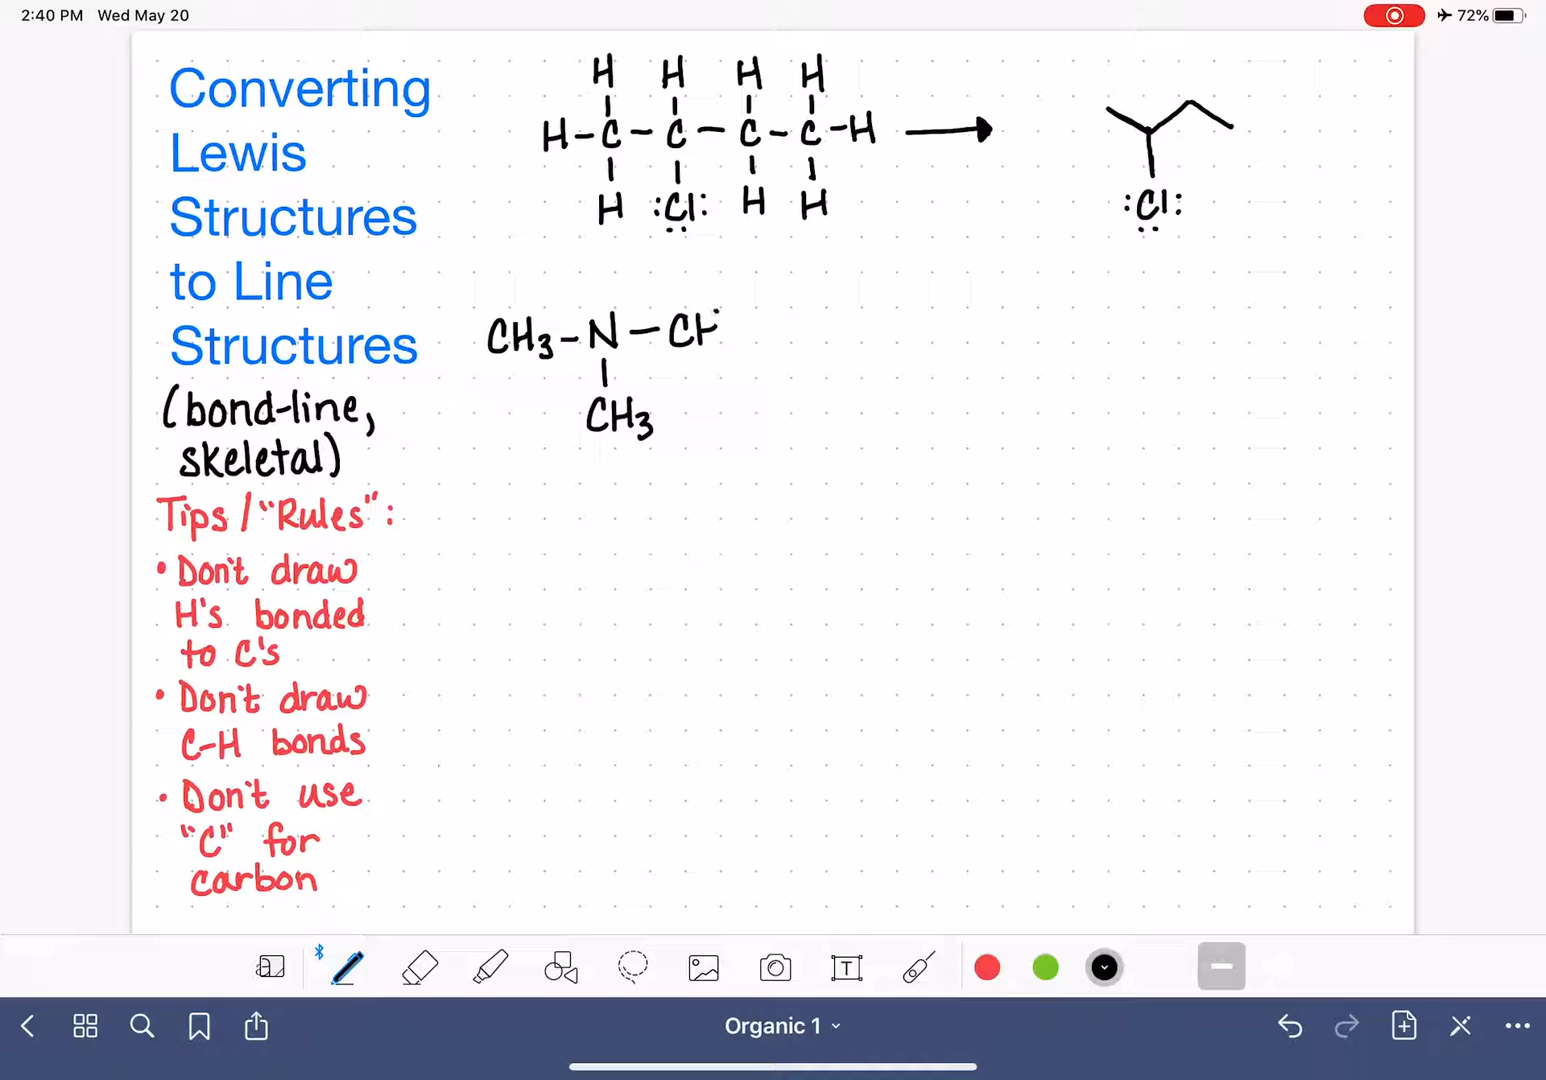 2:40 PM Wed May 20
72%
Converting
Lewis
Structures
to Line
Structures
(bond-line,
skeletal)
Tips / "Rules":
• Don't draw
H's bonded
to C's
• Don't draw
C-H bonds
• Don't use
"C" for
carbon
H H H H
H-C-C-C-C-H
H :Cl: H H
:Cl:
CH3-N-CH
CH3
T
Organic 1